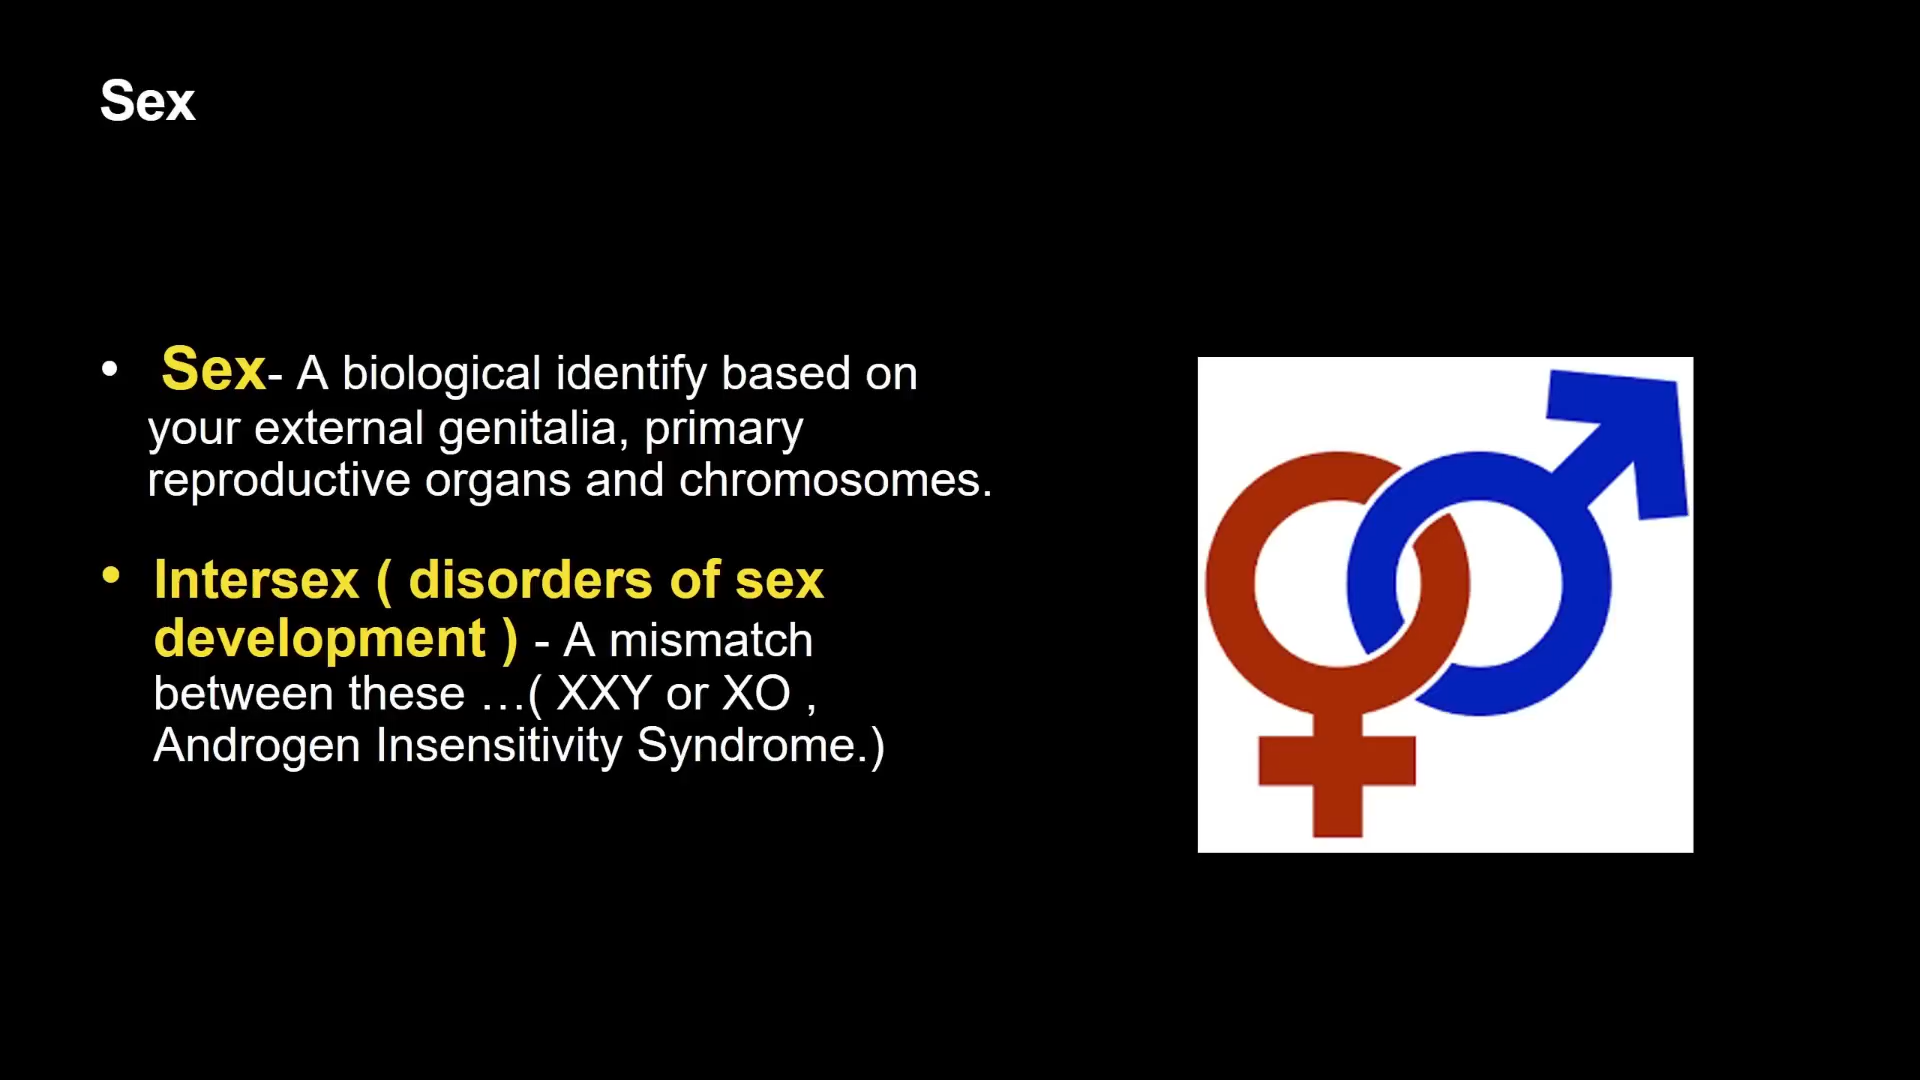 Sex
• Sex- A biological identify based on
your external genitalia, primary
reproductive organs and chromosomes.
• Intersex ( disorders of sex
development ) - A mismatch
between these …( XXY or XO ,
Androgen Insensitivity Syndrome.)